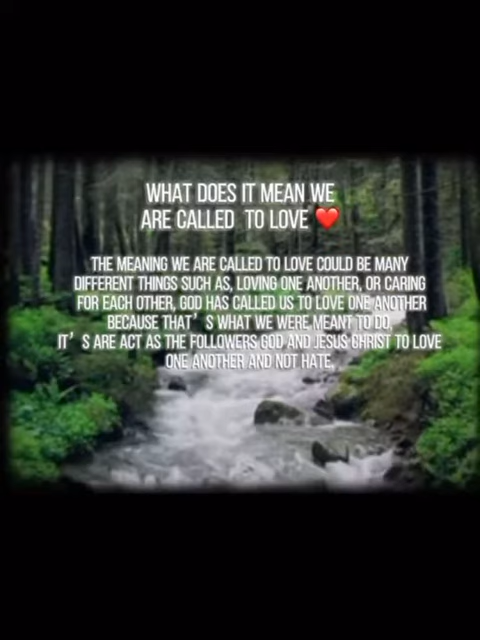 WHAT DOES IT MEAN WE
ARE CALLED TO LOVE ❤️
THE MEANING WE ARE CALLED TO LOVE COULD BE MANY
DIFFERENT THINGS SUCH AS, LOVING ONE ANOTHER, OR CARING
FOR EACH OTHER, GOD HAS CALLED US TO LOVE ONE ANOTHER
BECAUSE THAT'S WHAT WE WERE MEANT TO DO,
IT'S ARE ACT AS THE FOLLOWERS GOD AND JESUS CHRIST TO LOVE
ONE ANOTHER AND NOT HATE.